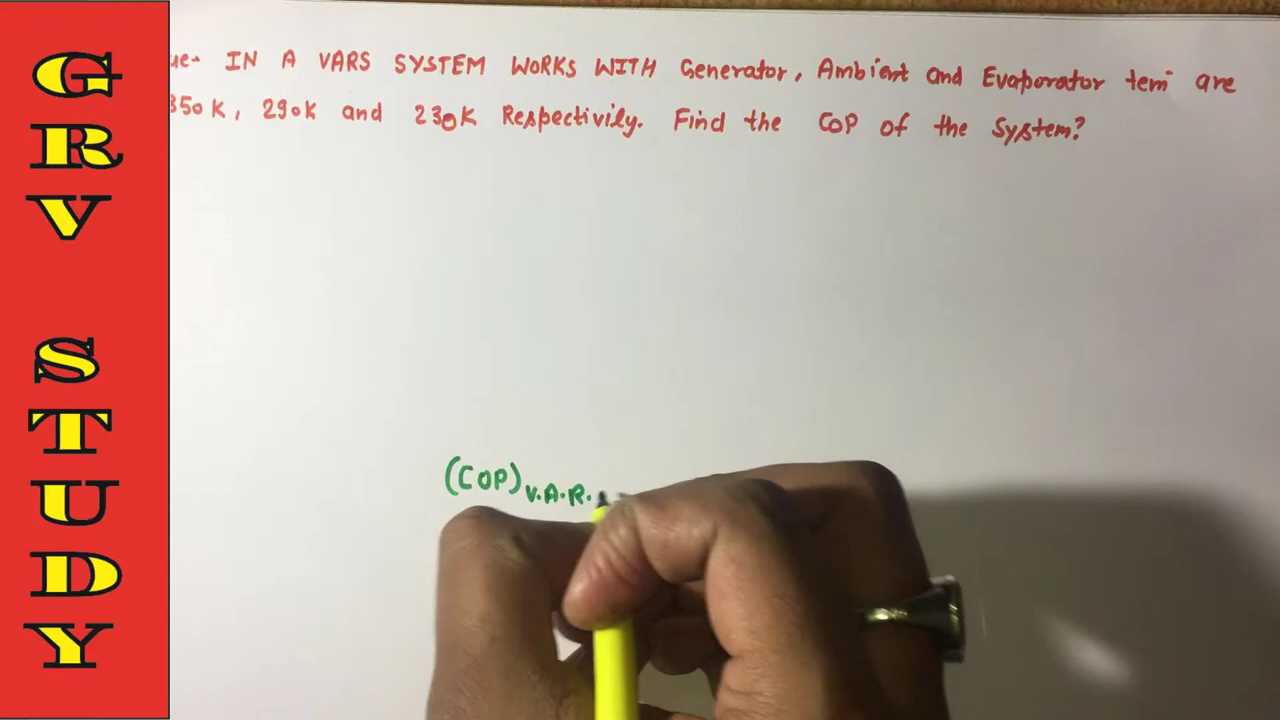 GRV STUDY
ue- IN A VARS SYSTEM WORKS WITH Generator, Ambient and Evaporator tem are
350K, 290K and 230K Respectivily. Find the COP of the System?
(COP)V.A.R.